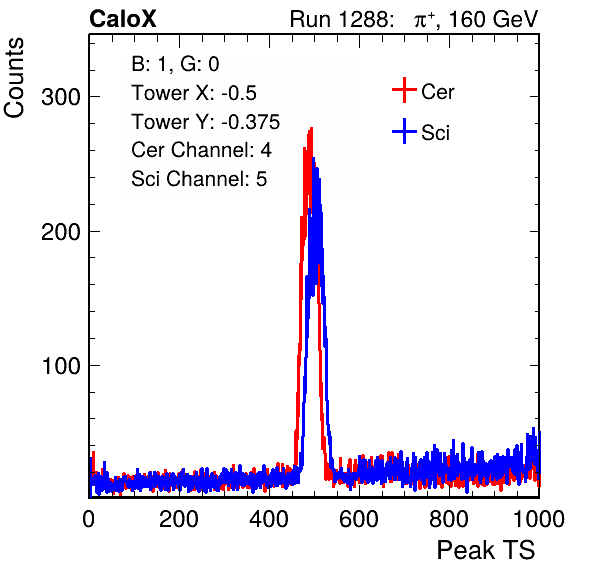 CaloX Run 1288: π⁺, 160 GeV
Counts
B: 1, G: 0
Tower X: -0.5
Tower Y: -0.375
Cer Channel: 4
Sci Channel: 5
Cer
Sci
300
200
100
0 200 400 600 800 1000
Peak TS